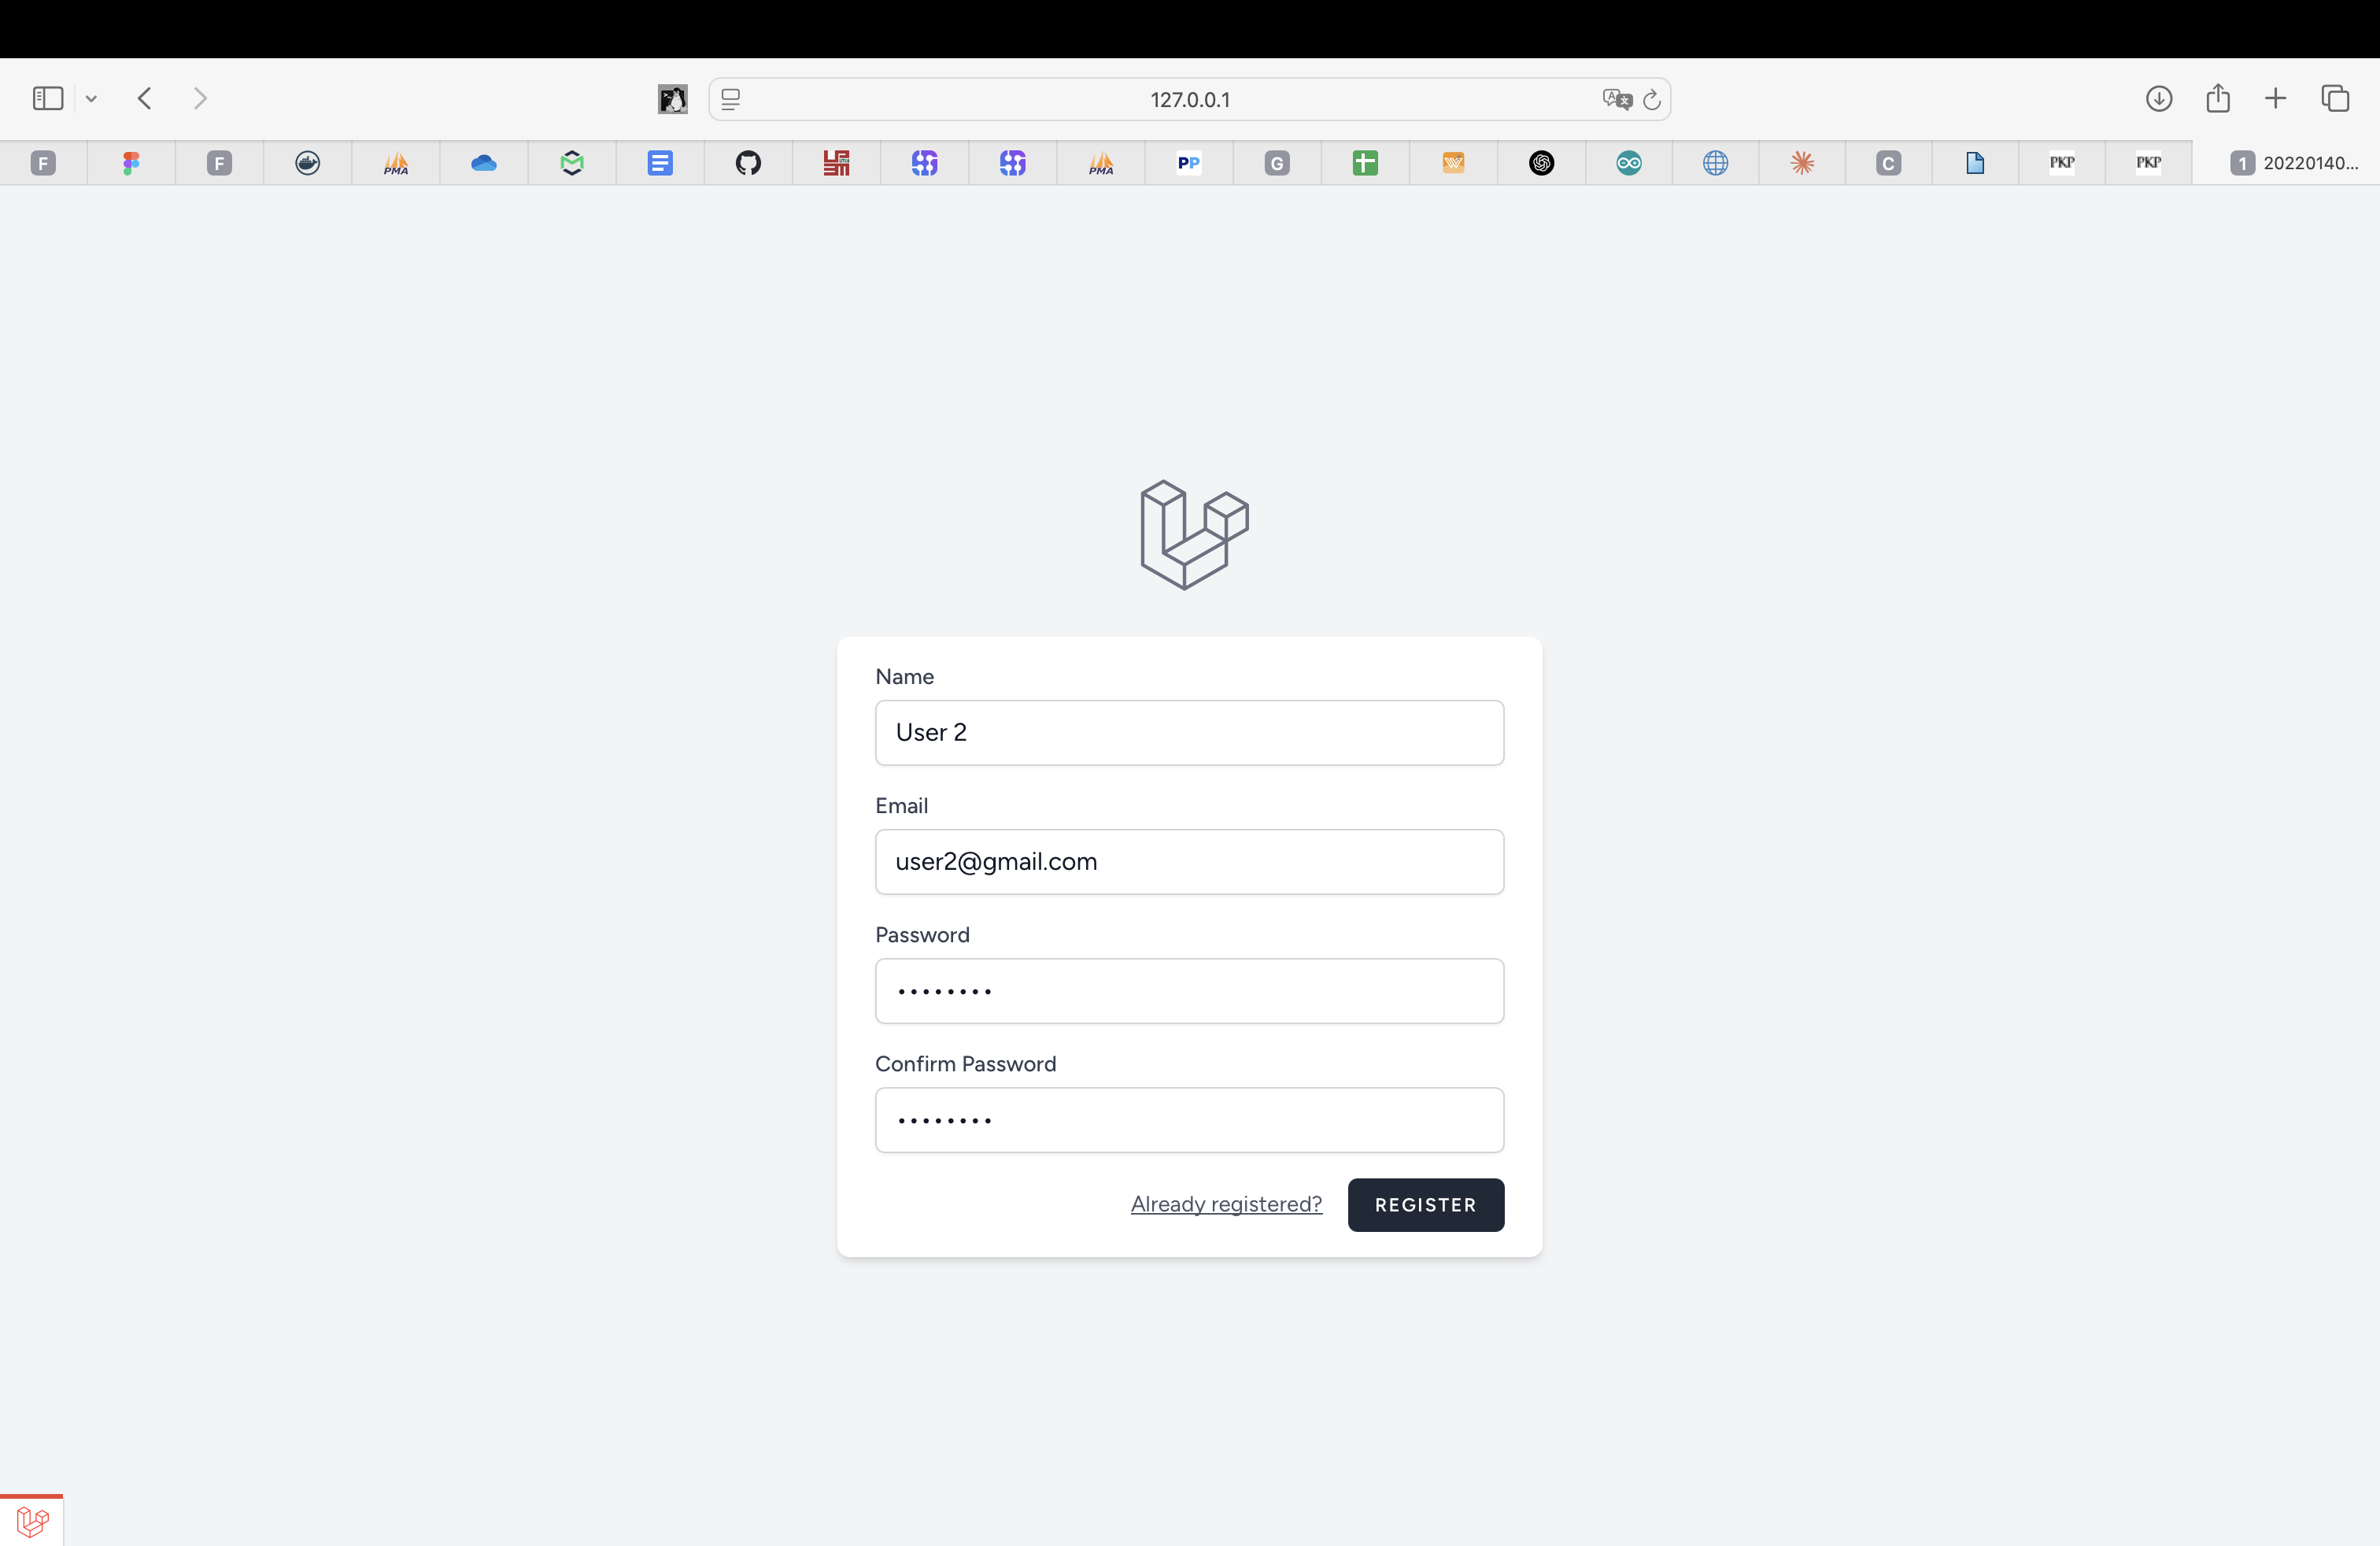 127.0.0.1
F
F
PMA
PMA
PP
G
W
C
PKP
PKP
1 20220140...
Name
User 2
Email
user2@gmail.com
Password
••••••••
Confirm Password
••••••••
Already registered?
REGISTER